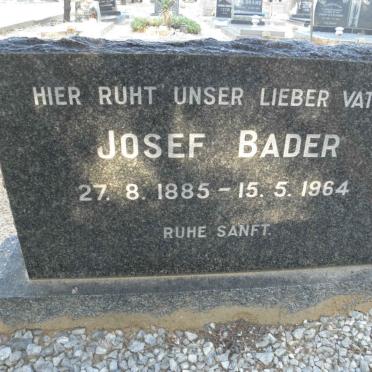 HIER RUHT UNSER LIEBER VAT
JOSEF BADER
27. 8. 1885 – 15. 5. 1964
RUHE SANFT.